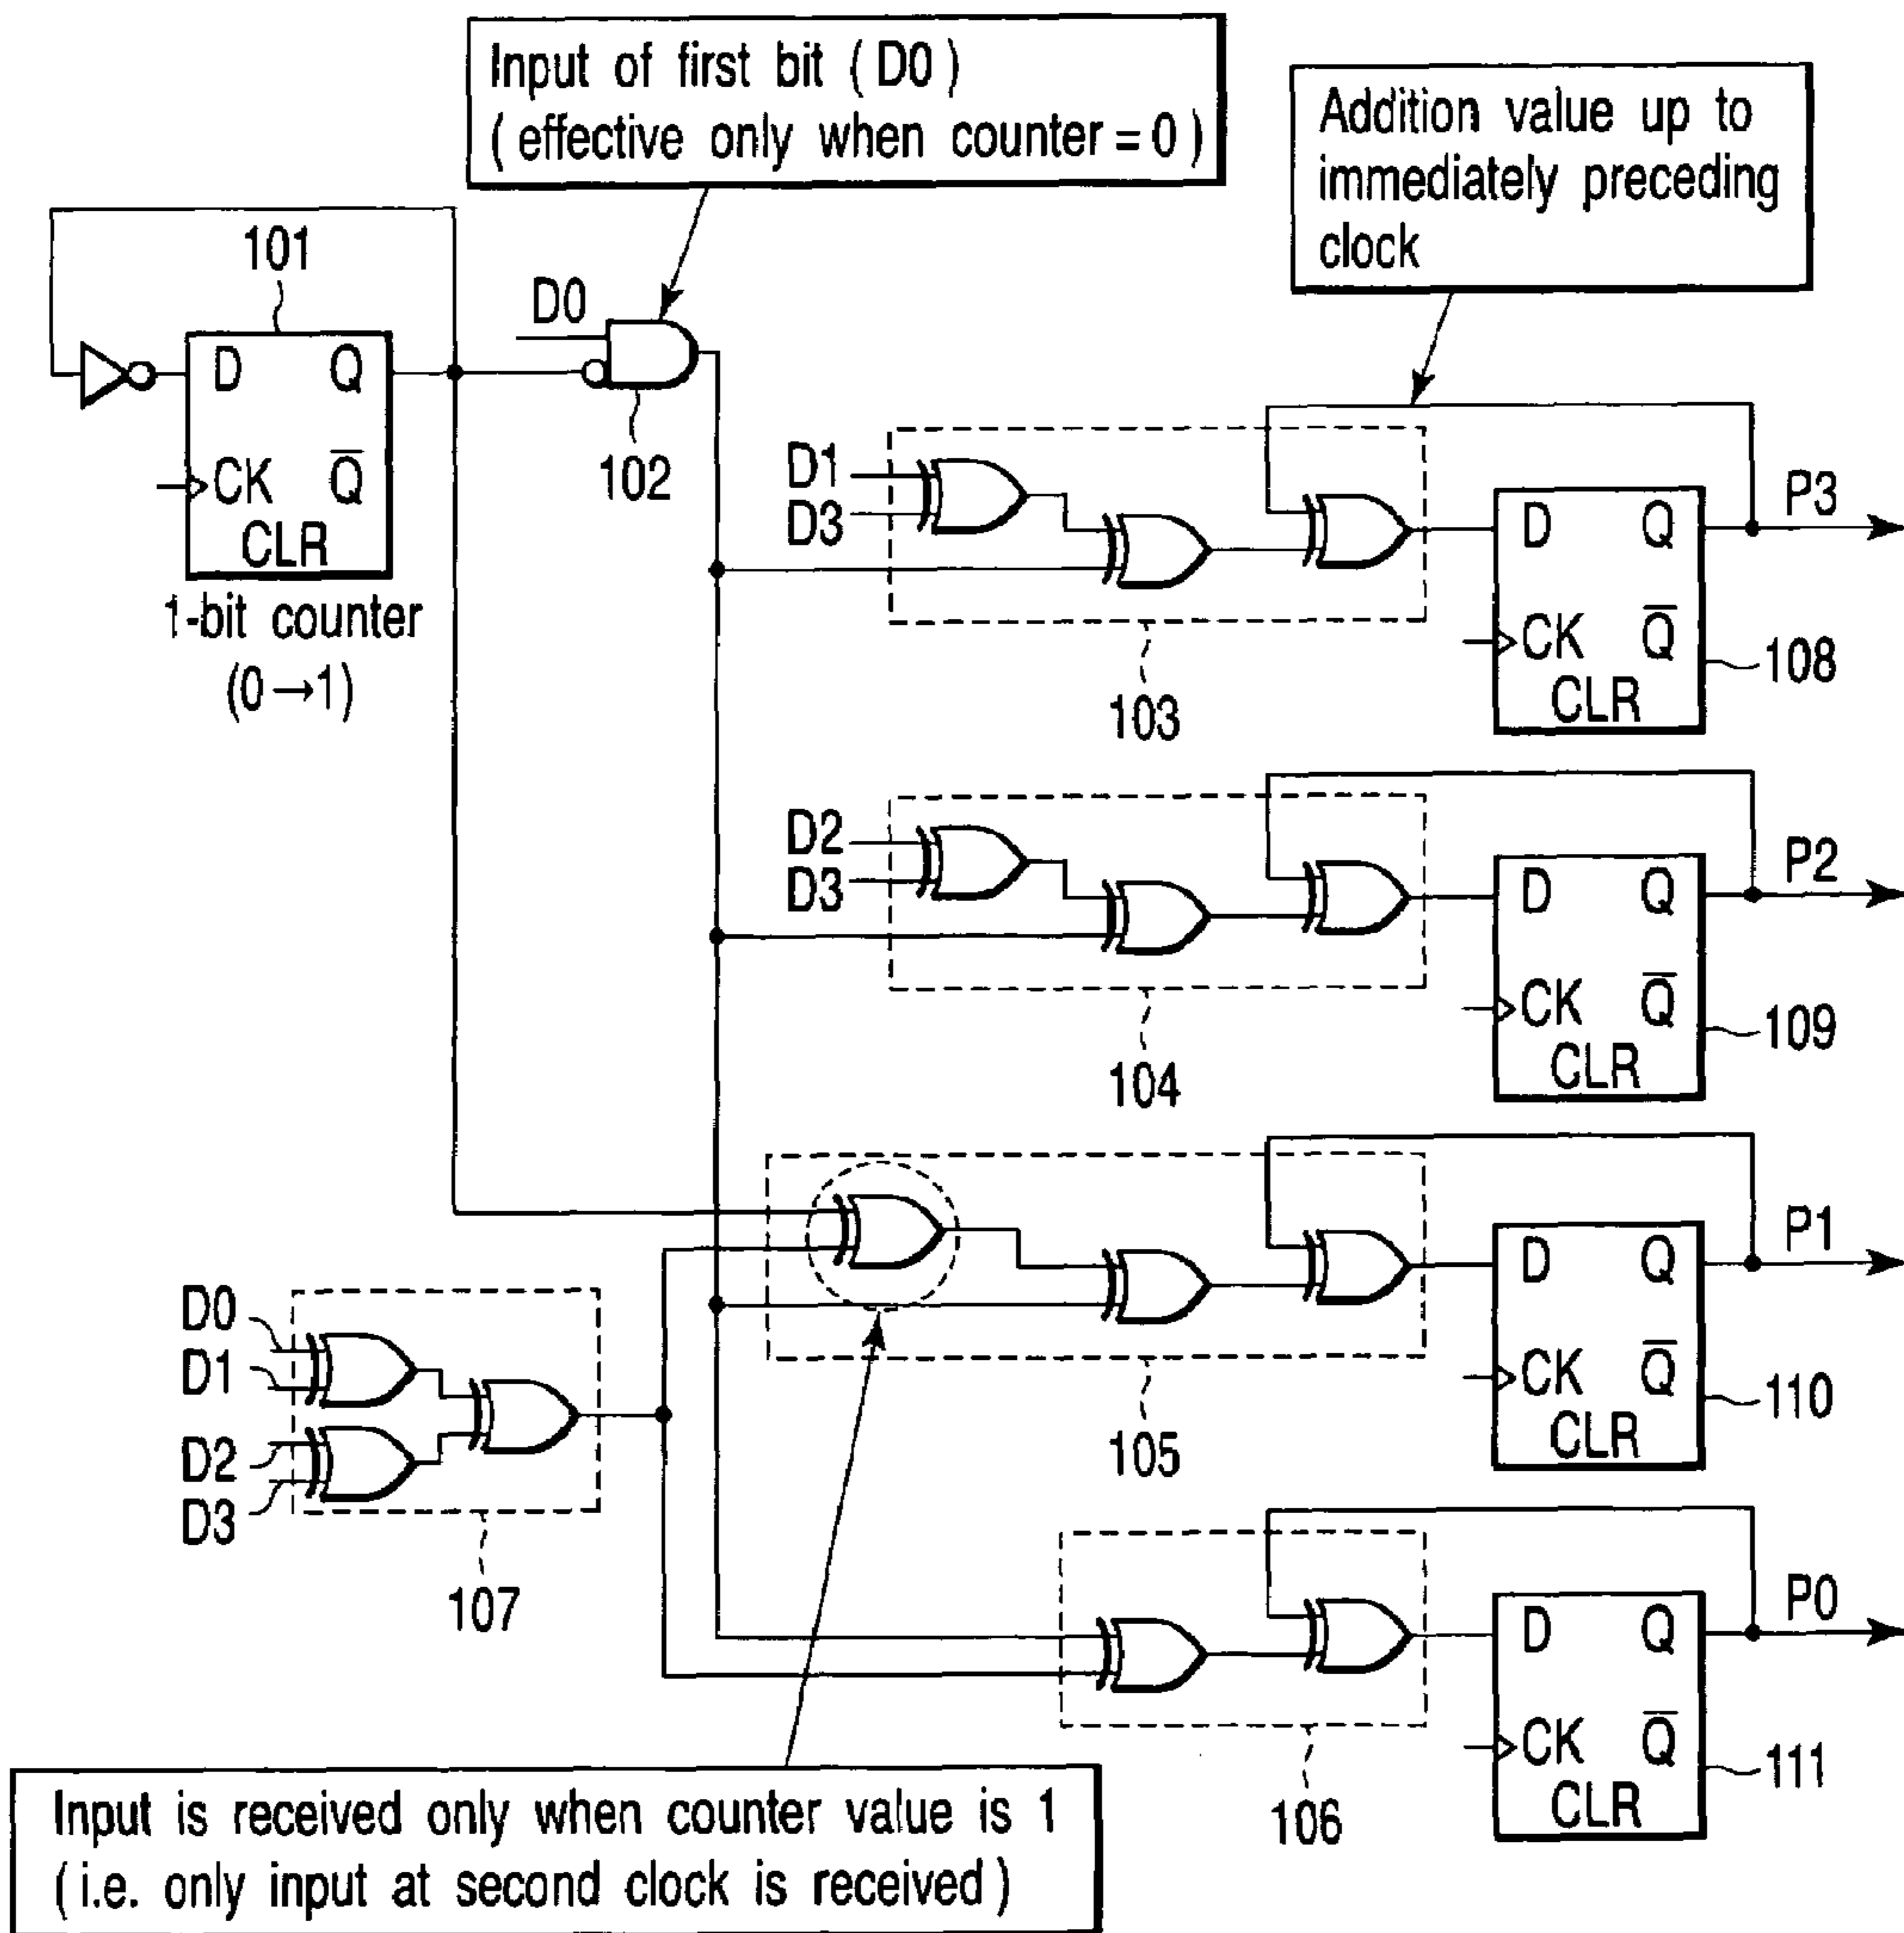 Input of first bit (D0)
(effective only when counter=0)
Addition value up to
immediately preceding
clock
101
D0
D Q
CK Q̅
CLR
1-bit counter
(0→1)
102
D1
D3
103
D Q
CK Q̅
CLR
P3
108
D2
D3
104
D Q
CK Q̅
CLR
P2
109
105
D Q
CK Q̅
CLR
P1
110
D0
D1
D2
D3
107
106
D Q
CK Q̅
CLR
P0
111
Input is received only when counter value is 1
(i.e. only input at second clock is received)